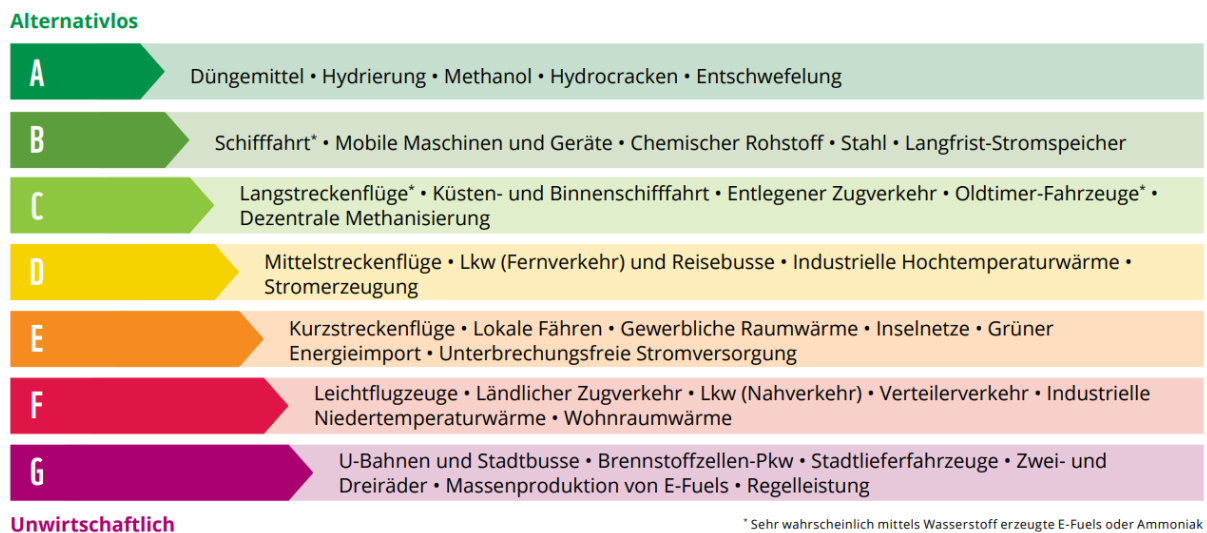 Alternativlos
A
Düngemittel • Hydrierung • Methanol • Hydrocracken • Entschwefelung
B
Schifffahrt* • Mobile Maschinen und Geräte • Chemischer Rohstoff • Stahl • Langfrist-Stromspeicher
C
Langstreckenflüge* • Küsten- und Binnenschifffahrt • Entlegener Zugverkehr • Oldtimer-Fahrzeuge* •
Dezentrale Methanisierung
D
Mittelstreckenflüge • Lkw (Fernverkehr) und Reisebusse • Industrielle Hochtemperaturwärme •
Stromerzeugung
E
Kurzstreckenflüge • Lokale Fähren • Gewerbliche Raumwärme • Inselnetze • Grüner
Energieimport • Unterbrechungsfreie Stromversorgung
F
Leichtflugzeuge • Ländlicher Zugverkehr • Lkw (Nahverkehr) • Verteilerverkehr • Industrielle
Niedertemperaturwärme • Wohnraumwärme
G
U-Bahnen und Stadtbusse • Brennstoffzellen-Pkw • Stadtlieferfahrzeuge • Zwei- und
Dreiräder • Massenproduktion von E-Fuels • Regelleistung
Unwirtschaftlich
* Sehr wahrscheinlich mittels Wasserstoff erzeugte E-Fuels oder Ammoniak